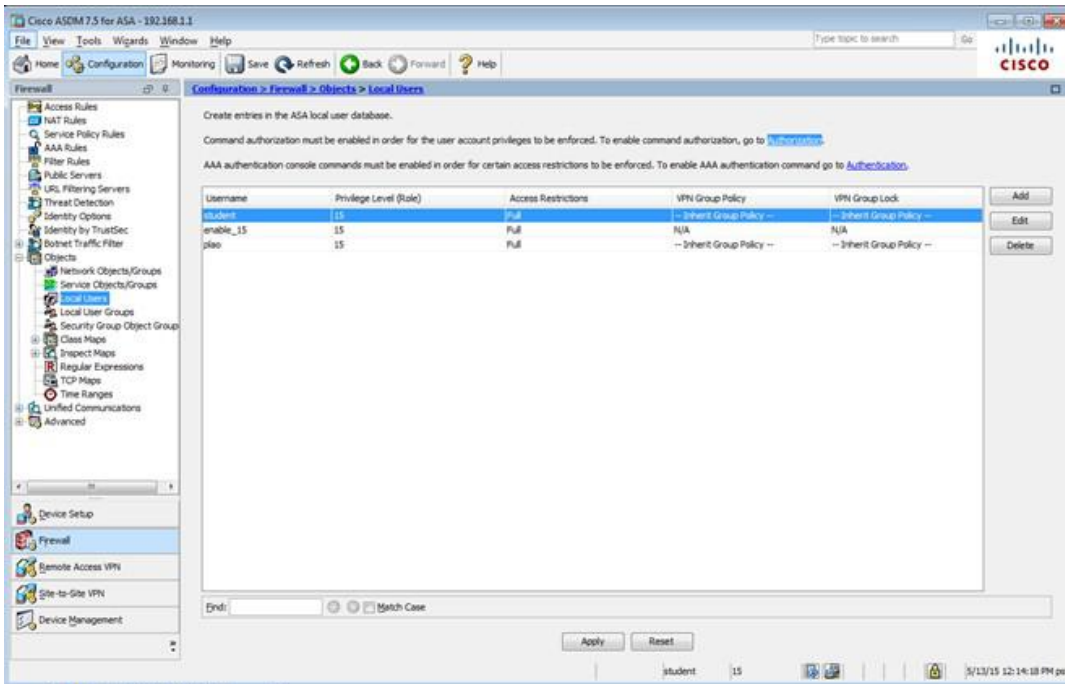 Cisco ASDM 7.5 for ASA - 192.168.1.1
File View Tools Wizards Window Help
Type topic to search Go
Home Configuration Monitoring Save Refresh Back Forward Help
CISCO
Firewall
Configuration > Firewall > Objects > Local Users
Access Rules
NAT Rules
Service Policy Rules
AAA Rules
Filter Rules
Public Servers
URL Filtering Servers
Threat Detection
Identity Options
Identity by TrustSec
Botnet Traffic Filter
Objects
Network Objects/Groups
Service Objects/Groups
Local Users
Local User Groups
Security Group Object Group
Class Maps
Inspect Maps
Regular Expressions
TCP Maps
Time Ranges
Unified Communications
Advanced
Device Setup
Firewall
Remote Access VPN
Site-to-Site VPN
Device Management
Create entries in the ASA local user database.
Command authorization must be enabled in order for the user account privileges to be enforced. To enable command authorization, go to Authorization.
AAA authentication console commands must be enabled in order for certain access restrictions to be enforced. To enable AAA authentication command go to Authentication.
Username Privilege Level (Role) Access Restrictions VPN Group Policy VPN Group Lock
student 15 Full -- Inherit Group Policy -- -- Inherit Group Policy --
enable_15 15 Full N/A N/A
15 Full -- Inherit Group Policy -- -- Inherit Group Policy --
Add
Edit
Delete
Find: Match Case
Apply Reset
student 15 5/13/15 12:14:18 PM